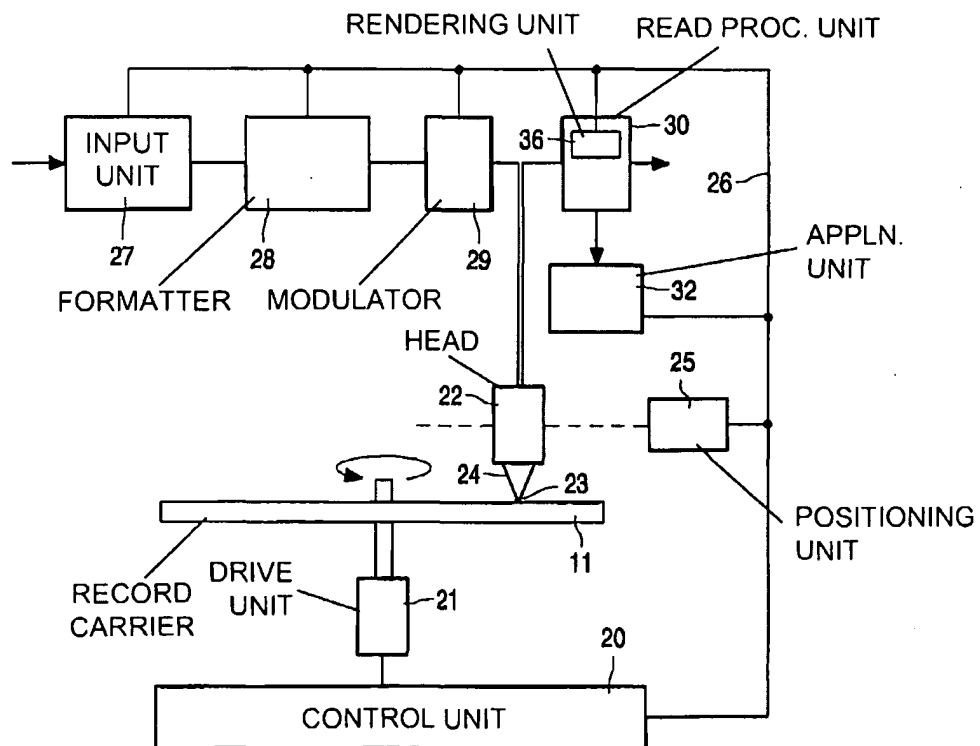 RENDERING UNIT
READ PROC. UNIT
INPUT
UNIT
27
28
29
36
30
26
FORMATTER
MODULATOR
APPLN.
UNIT
32
HEAD
22
25
24
23
POSITIONING
UNIT
11
RECORD
CARRIER
DRIVE
UNIT
21
20
CONTROL UNIT